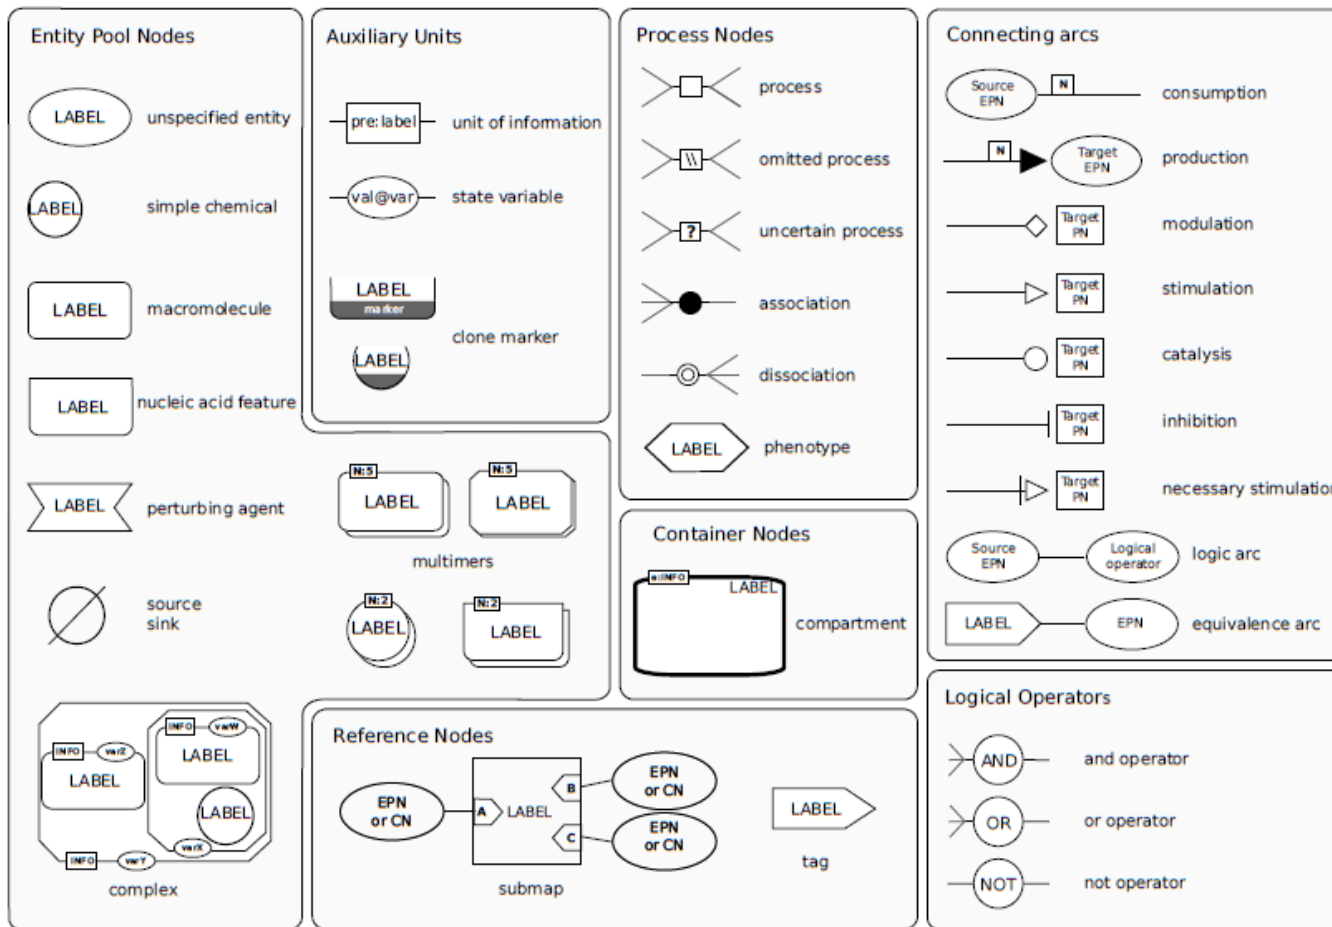 Entity Pool Nodes
LABEL
unspecified entity
LABEL
simple chemical
LABEL
macromolecule
LABEL
nucleic acid feature
LABEL
perturbing agent
source
sink
INFO
varZ
LABEL
INFO
varW
LABEL
LABEL
varX
INFO
varY
complex
Auxiliary Units
pre:label
unit of information
val@var
state variable
LABEL
marker
LABEL
clone marker
N:5
LABEL
N:5
LABEL
multimers
N:2
LABEL
N:2
LABEL
Process Nodes
process
\\
omitted process
?
uncertain process
association
dissociation
LABEL
phenotype
Container Nodes
LABEL
compartment
Reference Nodes
EPN
or CN
A
LABEL
B
C
EPN
or CN
EPN
or CN
submap
LABEL
tag
Connecting arcs
Source
EPN
N
consumption
N
Target
EPN
production
Target
PN
modulation
Target
PN
stimulation
Target
PN
catalysis
Target
PN
inhibition
Target
PN
necessary stimulation
Source
EPN
Logical
operator
logic arc
LABEL
EPN
equivalence arc
Logical Operators
AND
and operator
OR
or operator
NOT
not operator